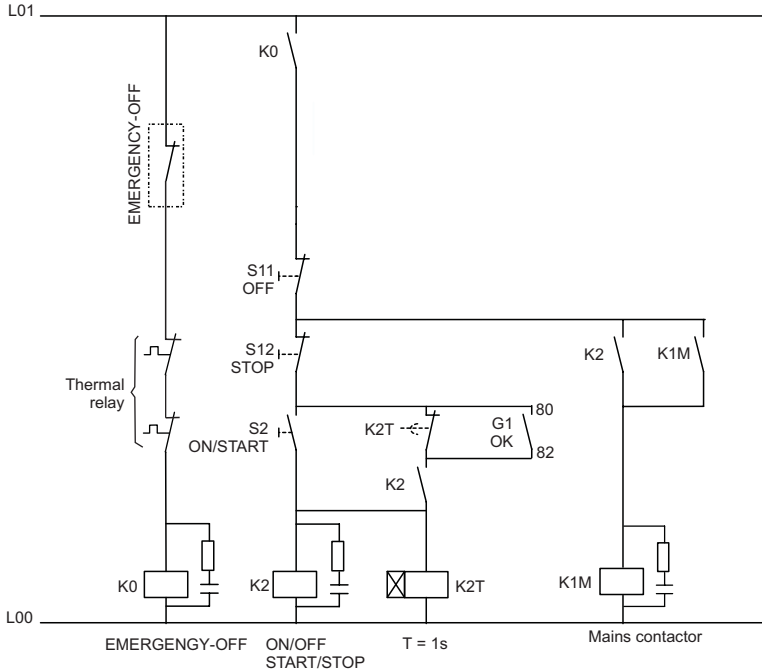 L01
K0
EMERGENCY-OFF
S11
OFF
S12
STOP
K2
K1M
Thermal
relay
S2
ON/START
K2T
G1
OK
80
82
K2
K0
K2
K2T
K1M
L00
EMERGENGY-OFF
ON/OFF
START/STOP
T = 1s
Mains contactor